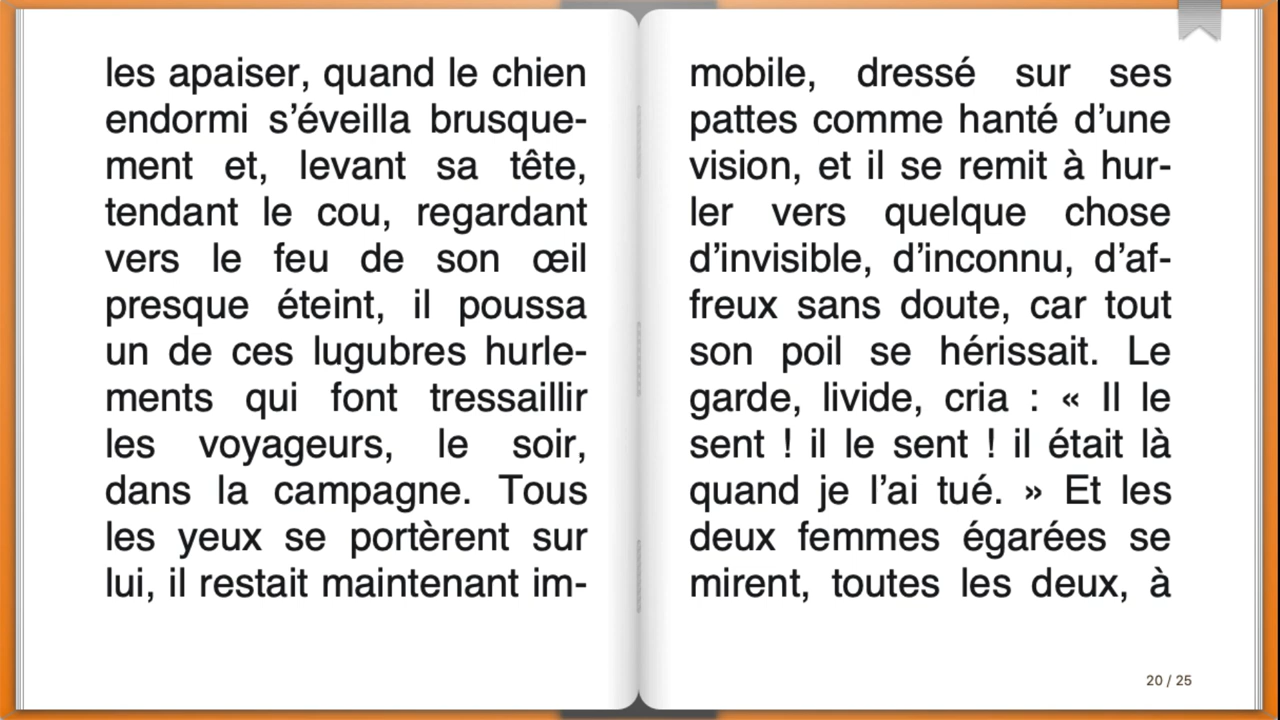 les apaiser, quand le chien
endormi s’éveilla brusque-
ment et, levant sa tête,
tendant le cou, regardant
vers le feu de son œil
presque éteint, il poussa
un de ces lugubres hurle-
ments qui font tressaillir
les voyageurs, le soir,
dans la campagne. Tous
les yeux se portèrent sur
lui, il restait maintenant im-
mobile, dressé sur ses
pattes comme hanté d’une
vision, et il se remit à hur-
ler vers quelque chose
d’invisible, d’inconnu, d’af-
freux sans doute, car tout
son poil se hérissait. Le
garde, livide, cria : « Il le
sent ! il le sent ! il était là
quand je l’ai tué. » Et les
deux femmes égarées se
mirent, toutes les deux, à
20 / 25